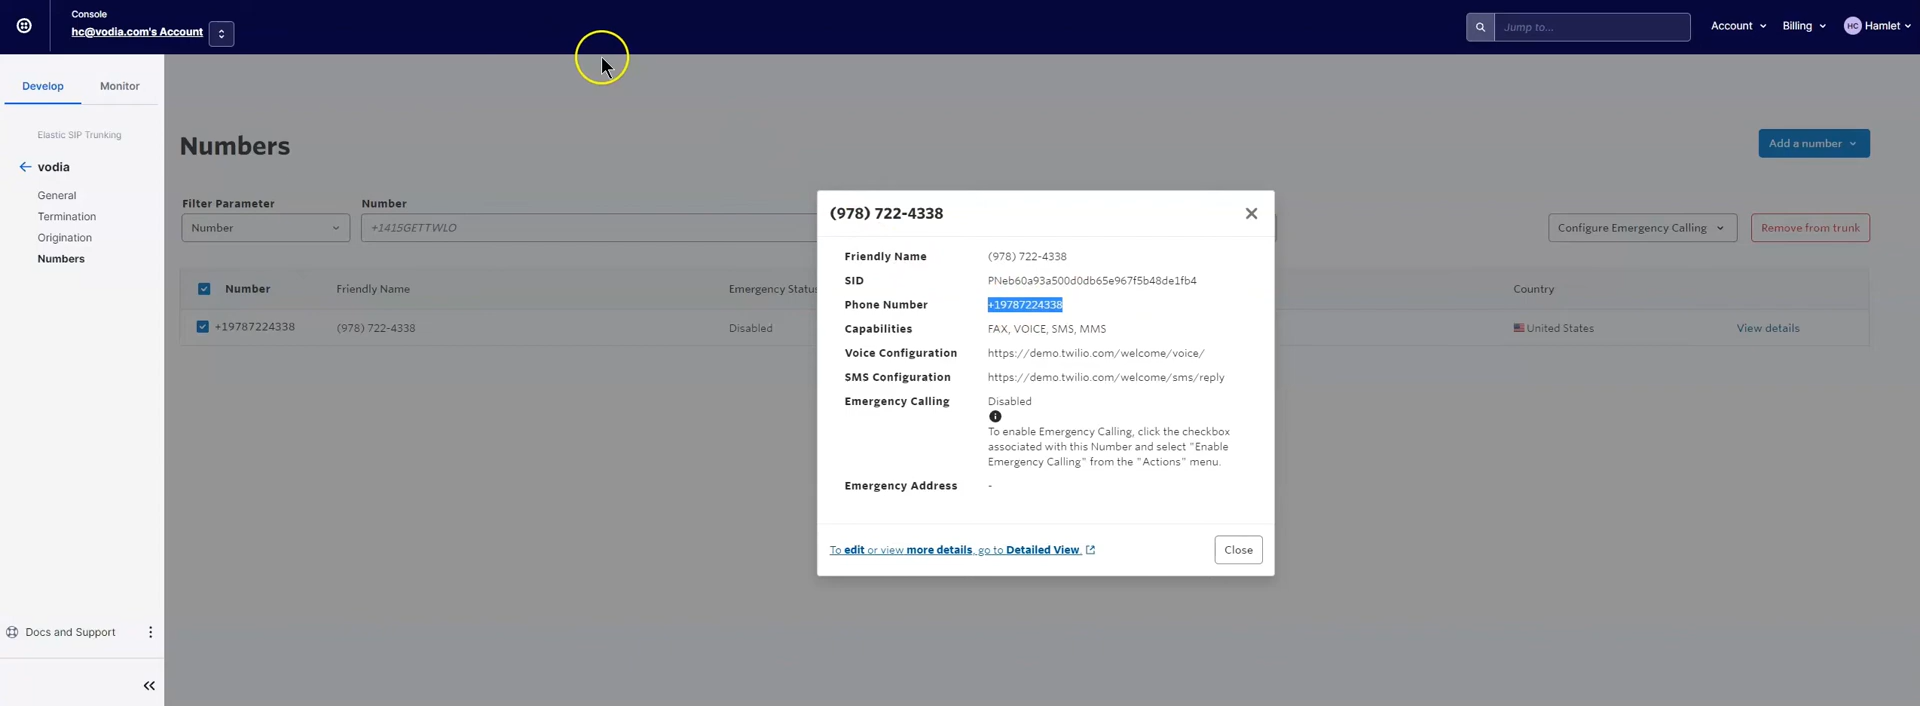 Console
hc@vodia.com's Account
Jump to...
Account
Billing
HC Hamlet
Develop
Monitor
Elastic SIP Trunking
vodia
General
Termination
Origination
Numbers
Docs and Support
Numbers
Add a number
Filter Parameter
Number
Number
+1415GETTWLO
Configure Emergency Calling
Remove from trunk
Number
Friendly Name
Emergency Status
Country
+19787224338
(978) 722-4338
Disabled
United States
View details
(978) 722-4338
Friendly Name (978) 722-4338
SID PNeb60a93a500d0db65e967f5b48de1fb4
Phone Number +19787224338
Capabilities FAX, VOICE, SMS, MMS
Voice Configuration https://demo.twilio.com/welcome/voice/
SMS Configuration https://demo.twilio.com/welcome/sms/reply
Emergency Calling Disabled
To enable Emergency Calling, click the checkbox
associated with this Number and select "Enable
Emergency Calling" from the "Actions" menu.
Emergency Address -
To edit or view more details, go to Detailed View.
Close